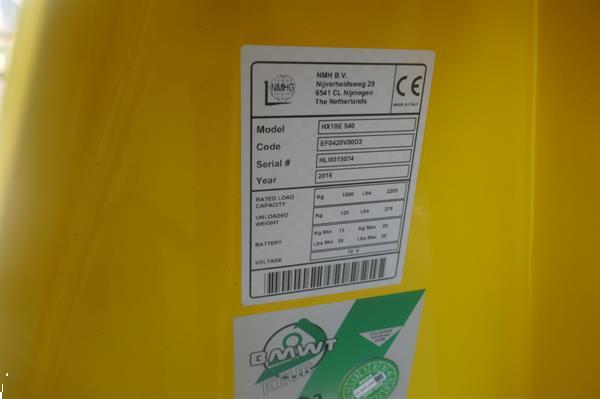 NMHG
NMH B.V.
Nijverheidsweg 29
6541 CL Nijmegen
The Netherlands
CE
MADE IN ITALY
Model HX10E 540
Code EF0420V00D3
Serial # HLI0315074
Year 2016
RATED LOAD CAPACITY Kg 1000 Lbs 2205
UNLOADED WEIGHT Kg 125 Lbs 276
BATTERY Kg Min 13 Kg Max 25
Lbs Min 29 Lbs Max 55
VOLTAGE 12 V
BMWT
KEUR